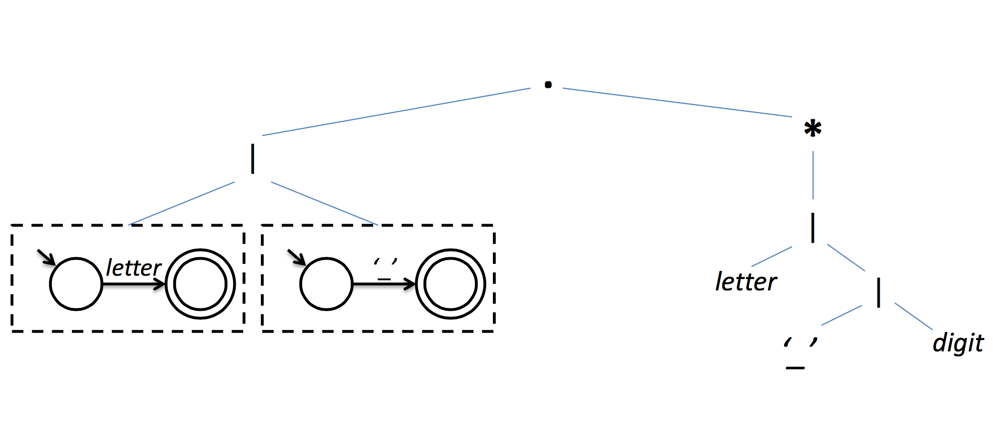 .
*
|
|
letter
‘_’
letter
|
‘_’
digit